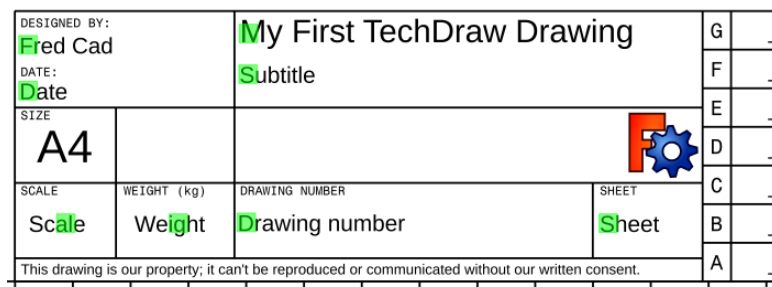 DESIGNED BY:
Fred Cad
DATE:
Date
My First TechDraw Drawing
Subtitle
SIZE
A4
SCALE
Scale
WEIGHT (kg)
Weight
DRAWING NUMBER
Drawing number
SHEET
Sheet
This drawing is our property; it can't be reproduced or communicated without our written consent.
G
F
E
D
C
B
A